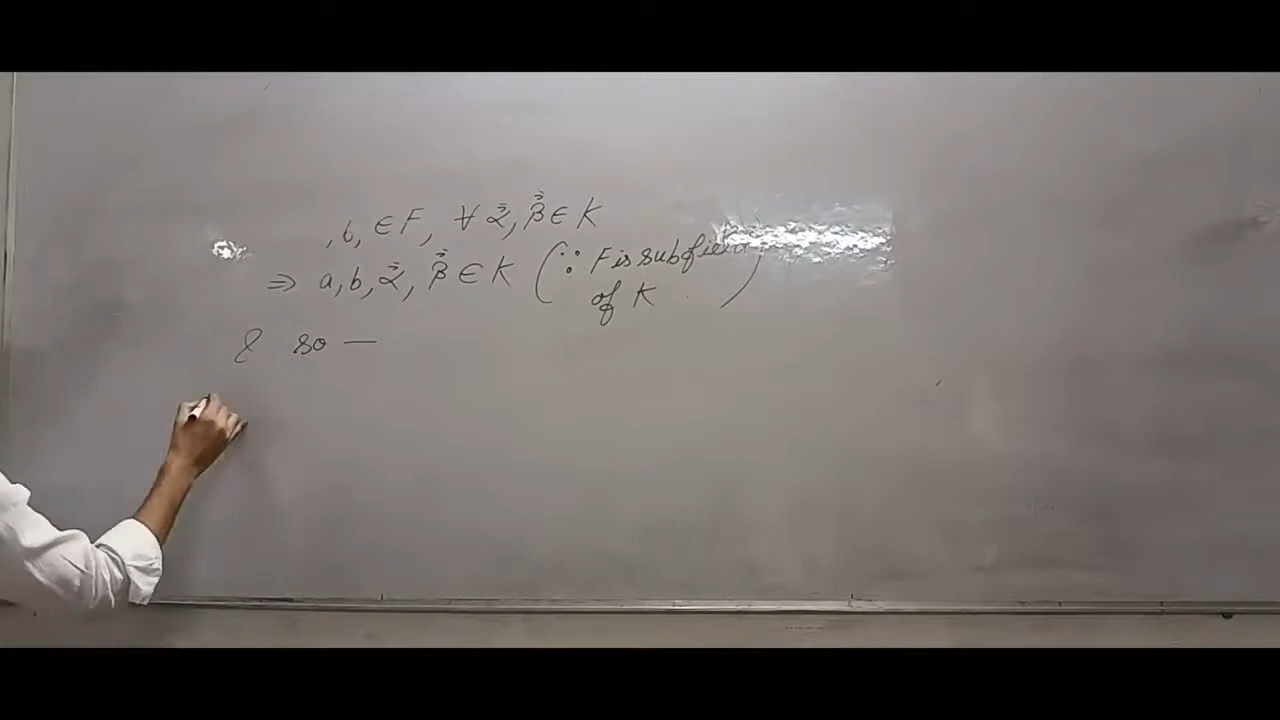 , b, ∈ F, ∀ α⃗, β⃗ ∈ K
⇒ a, b, α⃗, β⃗ ∈ K (∵ F is subfield
of K)
& so —